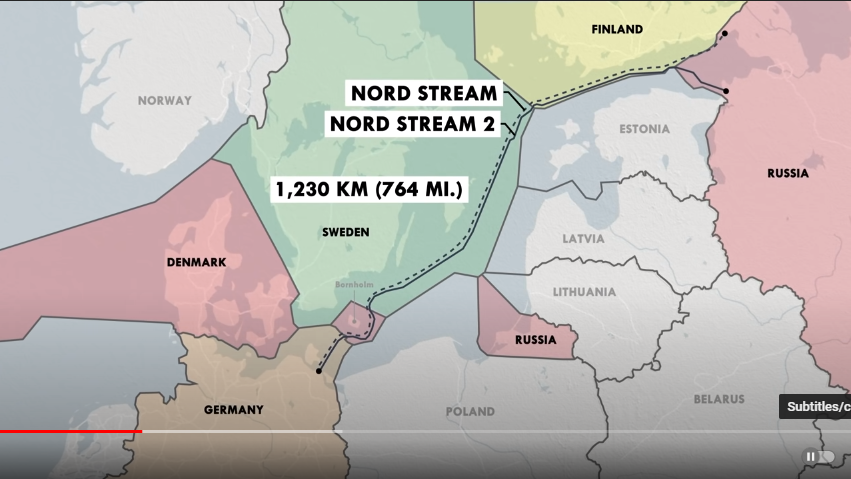 FINLAND
NORD STREAM
NORWAY
NORD STREAM 2
ESTONIA
RUSSIA
1,230 KM (764 MI.)
SWEDEN
LATVIA
DENMARK
Bornholm
LITHUANIA
RUSSIA
BELARUS
Subtitles/c
GERMANY
POLAND